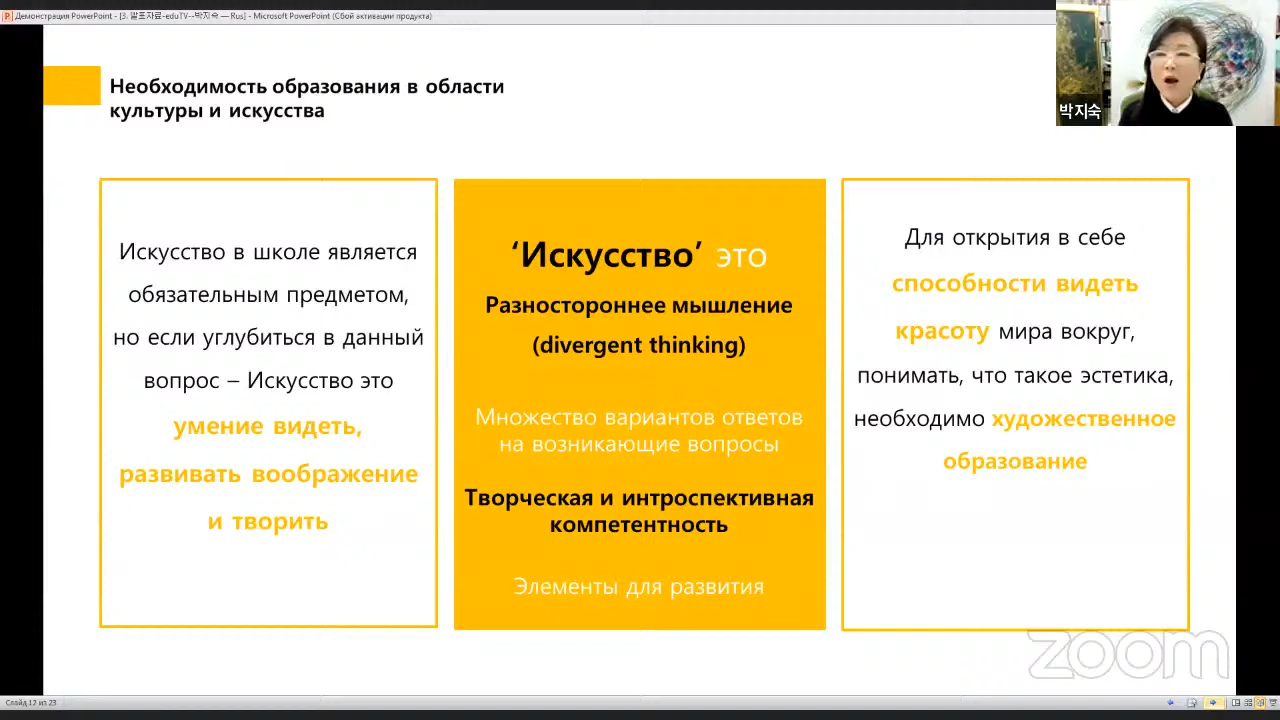 Демонстрация PowerPoint - [3. 발표자료-eduTV--박지숙 — Rus] - Microsoft PowerPoint (Сбой активации продукта)
Необходимость образования в области
культуры и искусства
박지숙
Искусство в школе является
обязательным предметом,
но если углубиться в данный
вопрос – Искусство это
умение видеть,
развивать воображение
и творить
‘Искусство’ это
Разностороннее мышление
(divergent thinking)
Множество вариантов ответов
на возникающие вопросы
Творческая и интроспективная
компетентность
Элементы для развития
Для открытия в себе
способности видеть
красоту мира вокруг,
понимать, что такое эстетика,
необходимо художественное
образование
zoom
Слайд 12 из 23